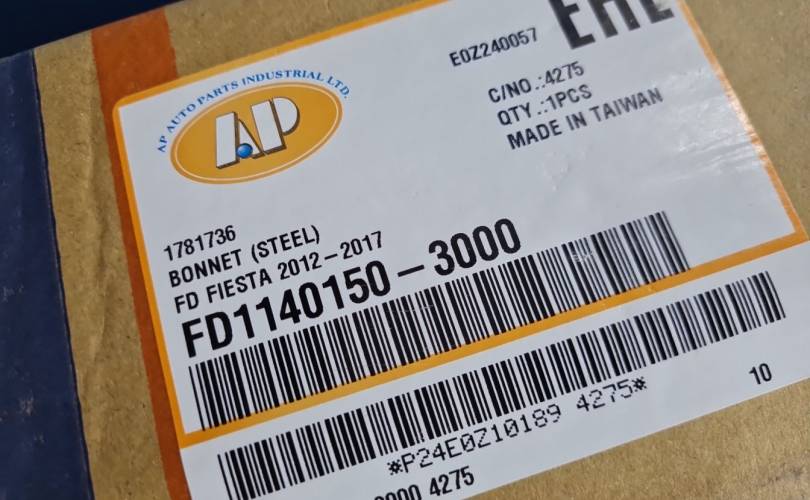 E0Z240057
C/NO.:4275
QTY.:1PCS
MADE IN TAIWAN
AP AUTO PARTS INDUSTRIAL LTD.
AP
1781736
BONNET (STEEL)
FD FIESTA 2012-2017
FD1140150-3000
*P24E0Z10189 4275*
10
4275